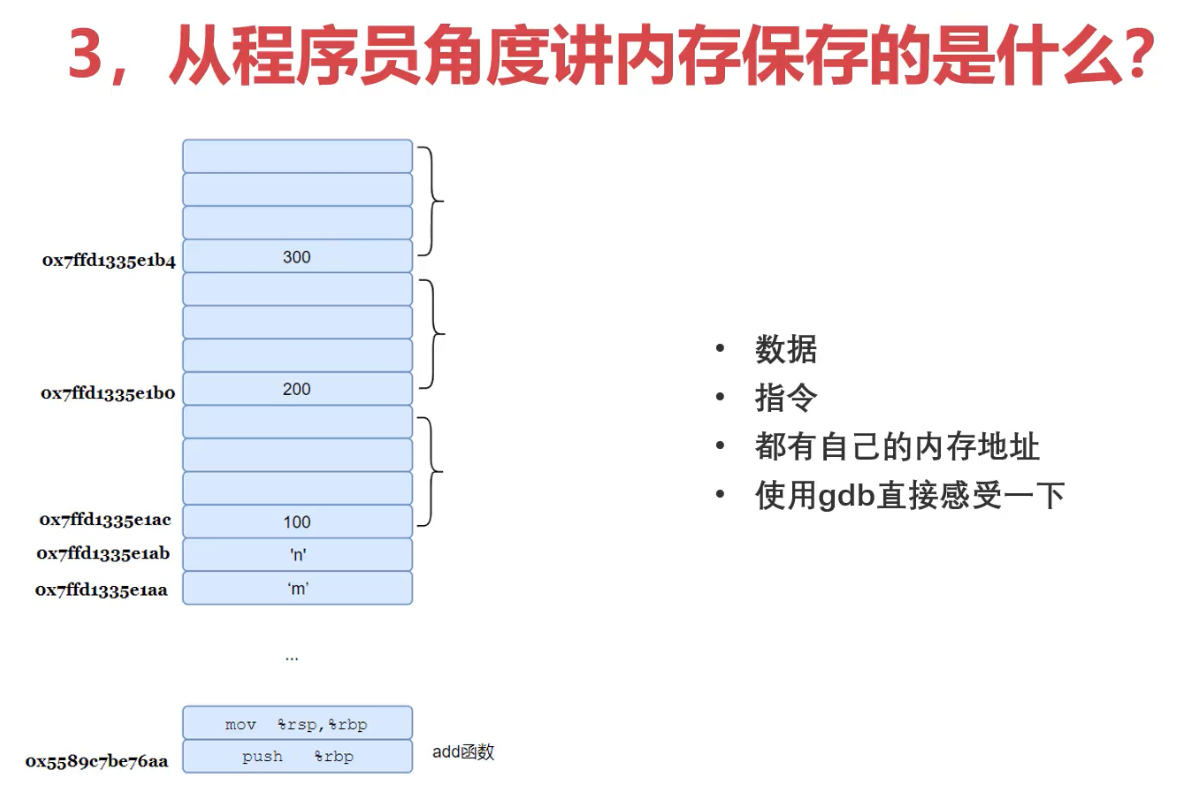 3，从程序员角度讲内存保存的是什么？
0x7ffd1335e1b4 300
0x7ffd1335e1b0 200
0x7ffd1335e1ac 100
0x7ffd1335e1ab 'n'
0x7ffd1335e1aa ‘m’
...
mov %rsp,%rbp
0x5589c7be76aa push %rbp
add函数
• 数据
• 指令
• 都有自己的内存地址
• 使用gdb直接感受一下